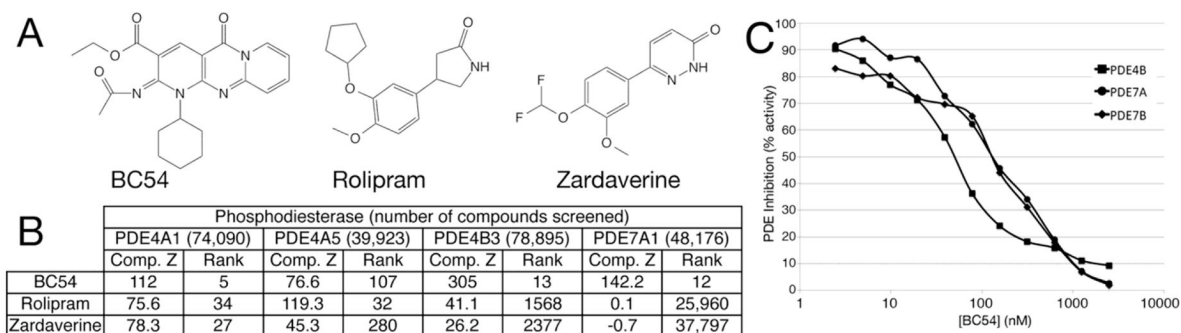 A
O
O
O
N
O
N
N
N
BC54
O
NH
O
O
Rolipram
O
NH
N
F
F
O
O
Zardaverine
B
Phosphodiesterase (number of compounds screened)
PDE4A1 (74,090) PDE4A5 (39,923) PDE4B3 (78,895) PDE7A1 (48,176)
Comp. Z Rank Comp. Z Rank Comp. Z Rank Comp. Z Rank
BC54 112 5 76.6 107 305 13 142.2 12
Rolipram 75.6 34 119.3 32 41.1 1568 0.1 25,960
Zardaverine 78.3 27 45.3 280 26.2 2377 -0.7 37,797
C
PDE Inhibition (% activity)
100
90
80
70
60
50
40
30
20
10
0
PDE4B
PDE7A
PDE7B
1 10 100 1000 10000
[BC54] (nM)